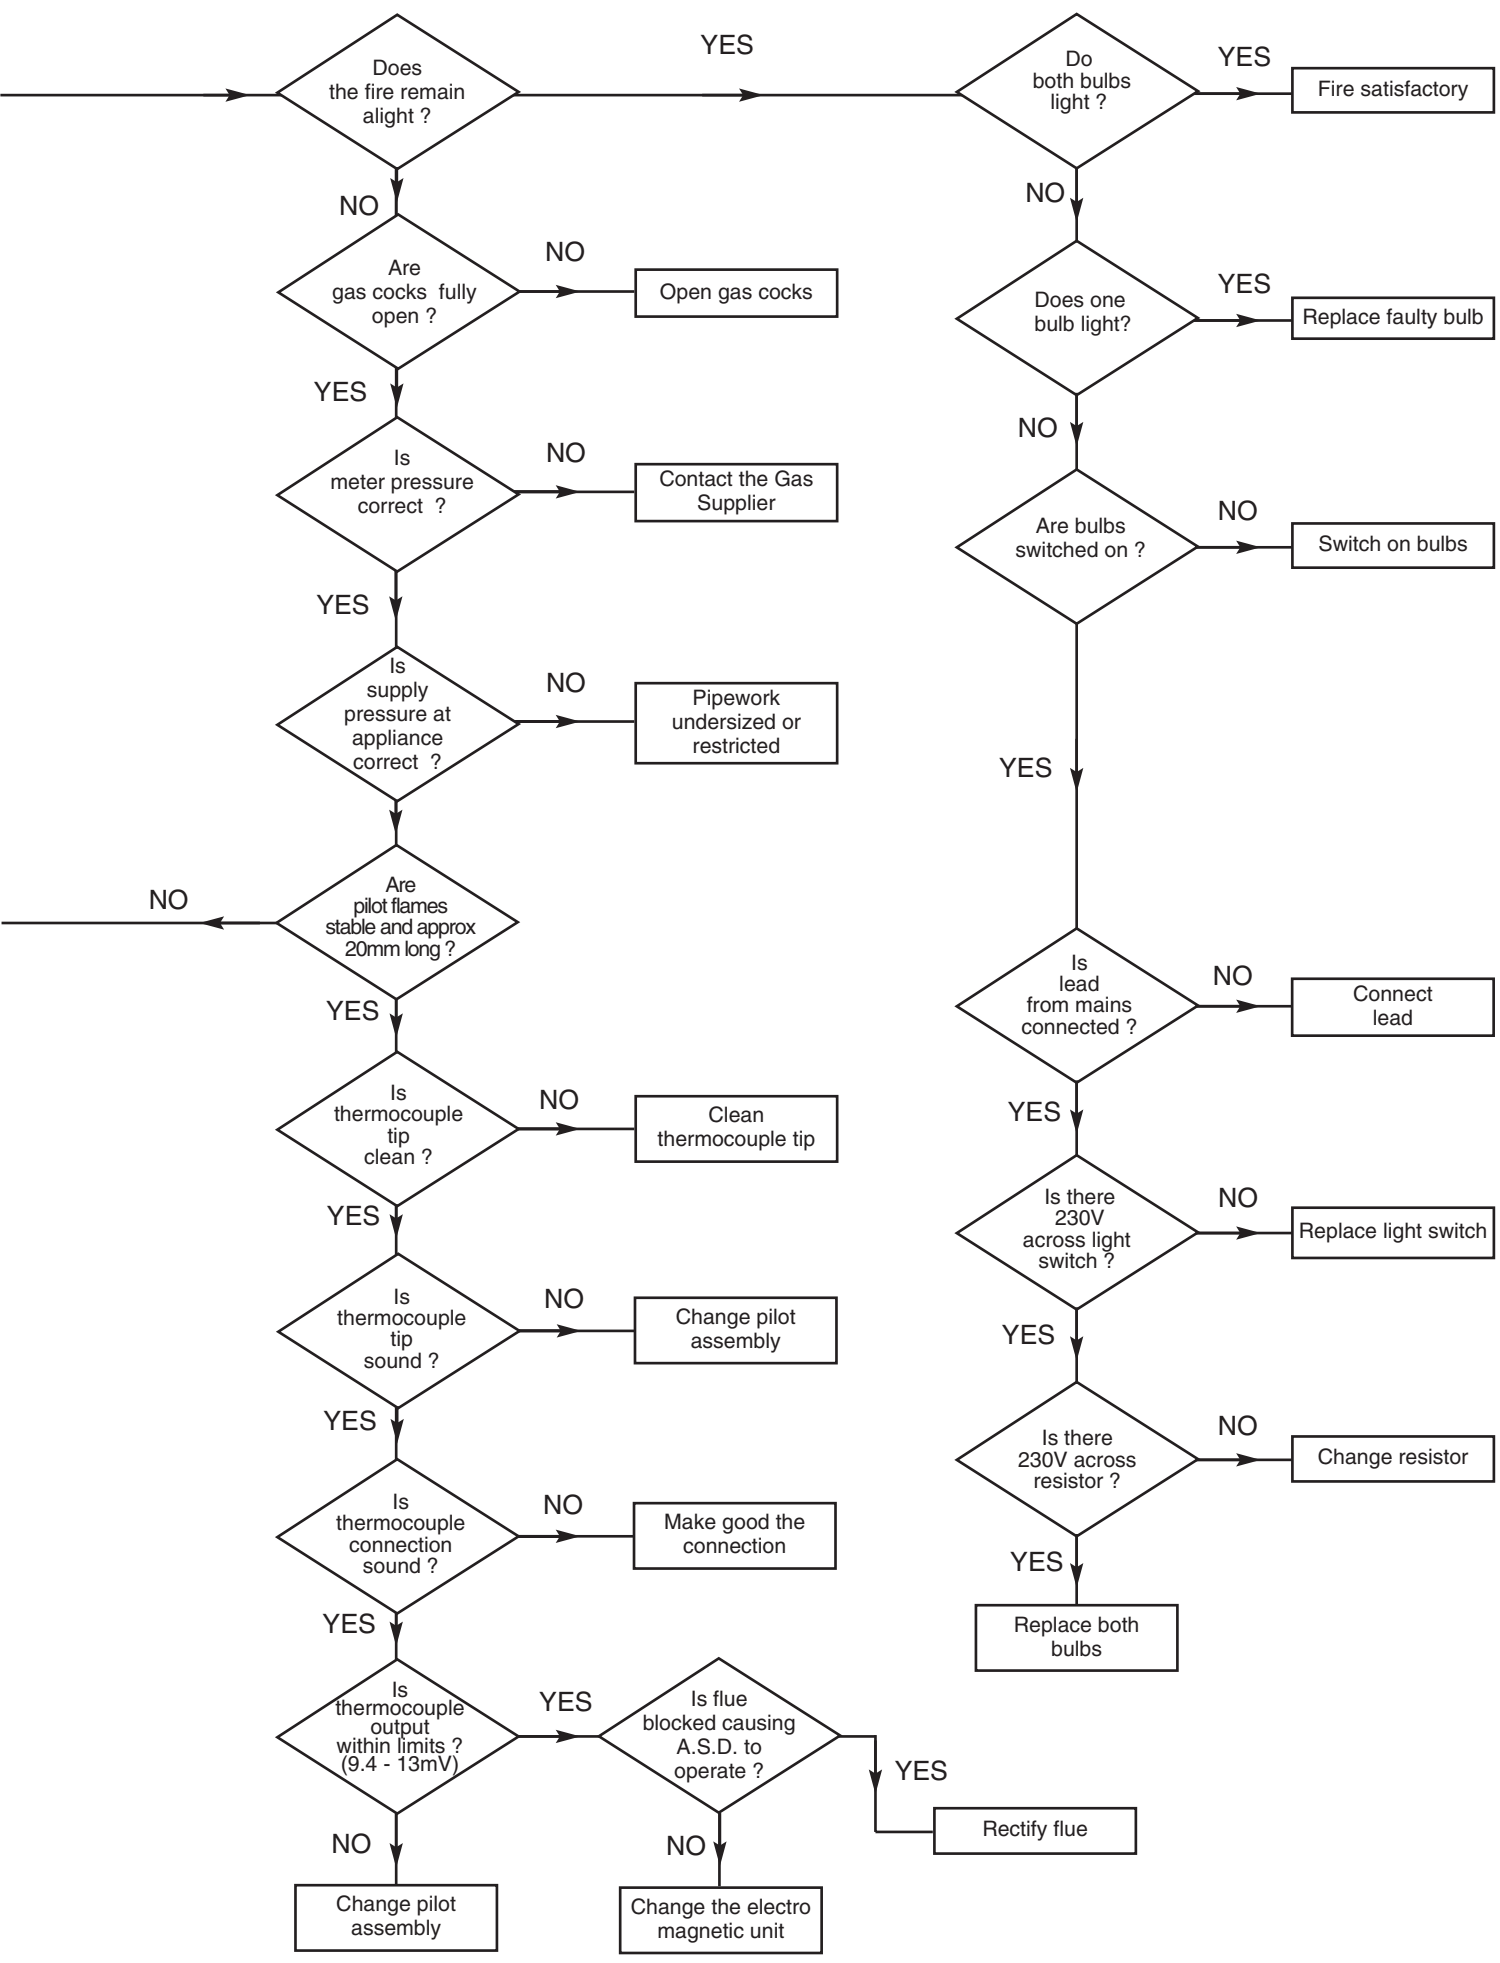 Does
the fire remain
alight ?
YES
NO
Are
gas cocks fully
open ?
NO
Open gas cocks
YES
Is
meter pressure
correct ?
NO
Contact the Gas
Supplier
YES
Is
supply
pressure at
appliance
correct ?
NO
Pipework
undersized or
restricted
Are
pilot flames
stable and approx
20mm long ?
NO
YES
Is
thermocouple
tip
clean ?
NO
Clean
thermocouple tip
YES
Is
thermocouple
tip
sound ?
NO
Change pilot
assembly
YES
Is
thermocouple
connection
sound ?
NO
Make good the
connection
YES
Is
thermocouple
output
within limits ?
(9.4 - 13mV)
YES
NO
Change pilot
assembly
Is flue
blocked causing
A.S.D. to
operate ?
YES
Rectify flue
NO
Change the electro
magnetic unit
Do
both bulbs
light ?
YES
Fire satisfactory
NO
Does one
bulb light?
YES
Replace faulty bulb
NO
Are bulbs
switched on ?
NO
Switch on bulbs
YES
Is
lead
from mains
connected ?
NO
Connect
lead
YES
Is there
230V
across light
switch ?
NO
Replace light switch
YES
Is there
230V across
resistor ?
NO
Change resistor
YES
Replace both
bulbs